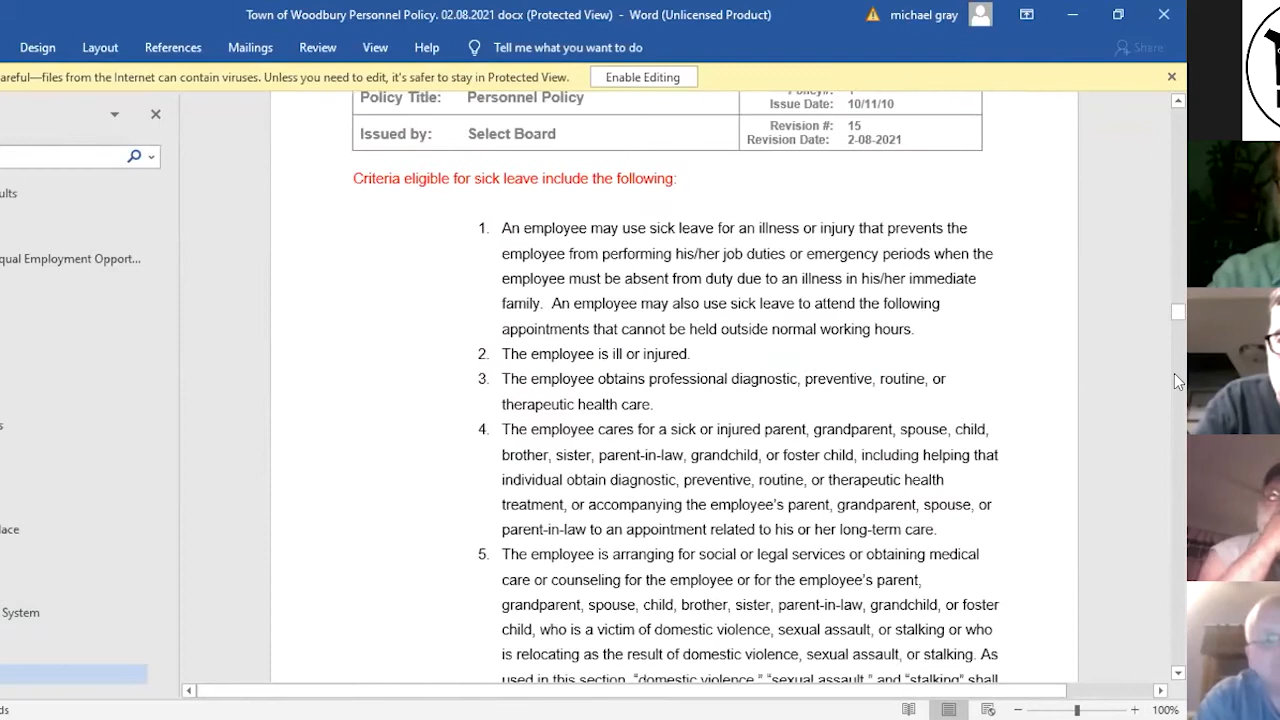 Town of Woodbury Personnel Policy. 02.08.2021 docx (Protected View) - Word (Unlicensed Product)
michael gray
Design Layout References Mailings Review View Help Tell me what you want to do Share
areful—files from the Internet can contain viruses. Unless you need to edit, it's safer to stay in Protected View. Enable Editing
Policy Title: Personnel Policy
Issue Date: 10/11/10
Issued by: Select Board
Revision #: 15
Revision Date: 2-08-2021
ults
qual Employment Opport...
lace
System
ds
Criteria eligible for sick leave include the following:
1. An employee may use sick leave for an illness or injury that prevents the
employee from performing his/her job duties or emergency periods when the
employee must be absent from duty due to an illness in his/her immediate
family. An employee may also use sick leave to attend the following
appointments that cannot be held outside normal working hours.
2. The employee is ill or injured.
3. The employee obtains professional diagnostic, preventive, routine, or
therapeutic health care.
4. The employee cares for a sick or injured parent, grandparent, spouse, child,
brother, sister, parent-in-law, grandchild, or foster child, including helping that
individual obtain diagnostic, preventive, routine, or therapeutic health
treatment, or accompanying the employee's parent, grandparent, spouse, or
parent-in-law to an appointment related to his or her long-term care.
5. The employee is arranging for social or legal services or obtaining medical
care or counseling for the employee or for the employee's parent,
grandparent, spouse, child, brother, sister, parent-in-law, grandchild, or foster
child, who is a victim of domestic violence, sexual assault, or stalking or who
is relocating as the result of domestic violence, sexual assault, or stalking. As
used in this section, "domestic violence," "sexual assault," and "stalking" shall
100%